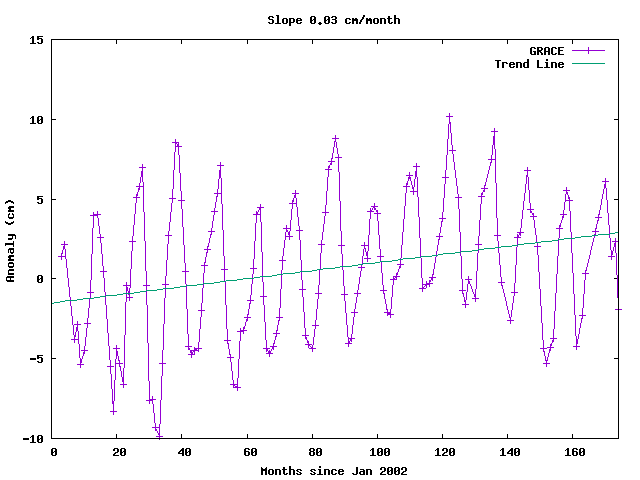 Slope 0.03 cm/month
15
GRACE
Trend Line
10
5
0
-5
-10
Anomaly (cm)
0 20 40 60 80 100 120 140 160
Months since Jan 2002